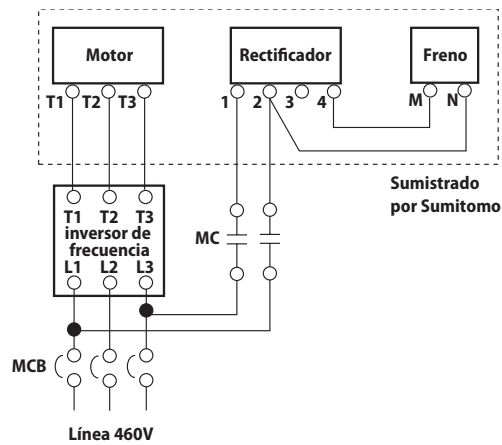 Motor
Rectificador
Freno
T1 T2 T3
1 2 3 4
M N
Sumistrado
por Sumitomo
T1 T2 T3
inversor de
frecuencia
L1 L2 L3
MC
MCB
Línea 460V